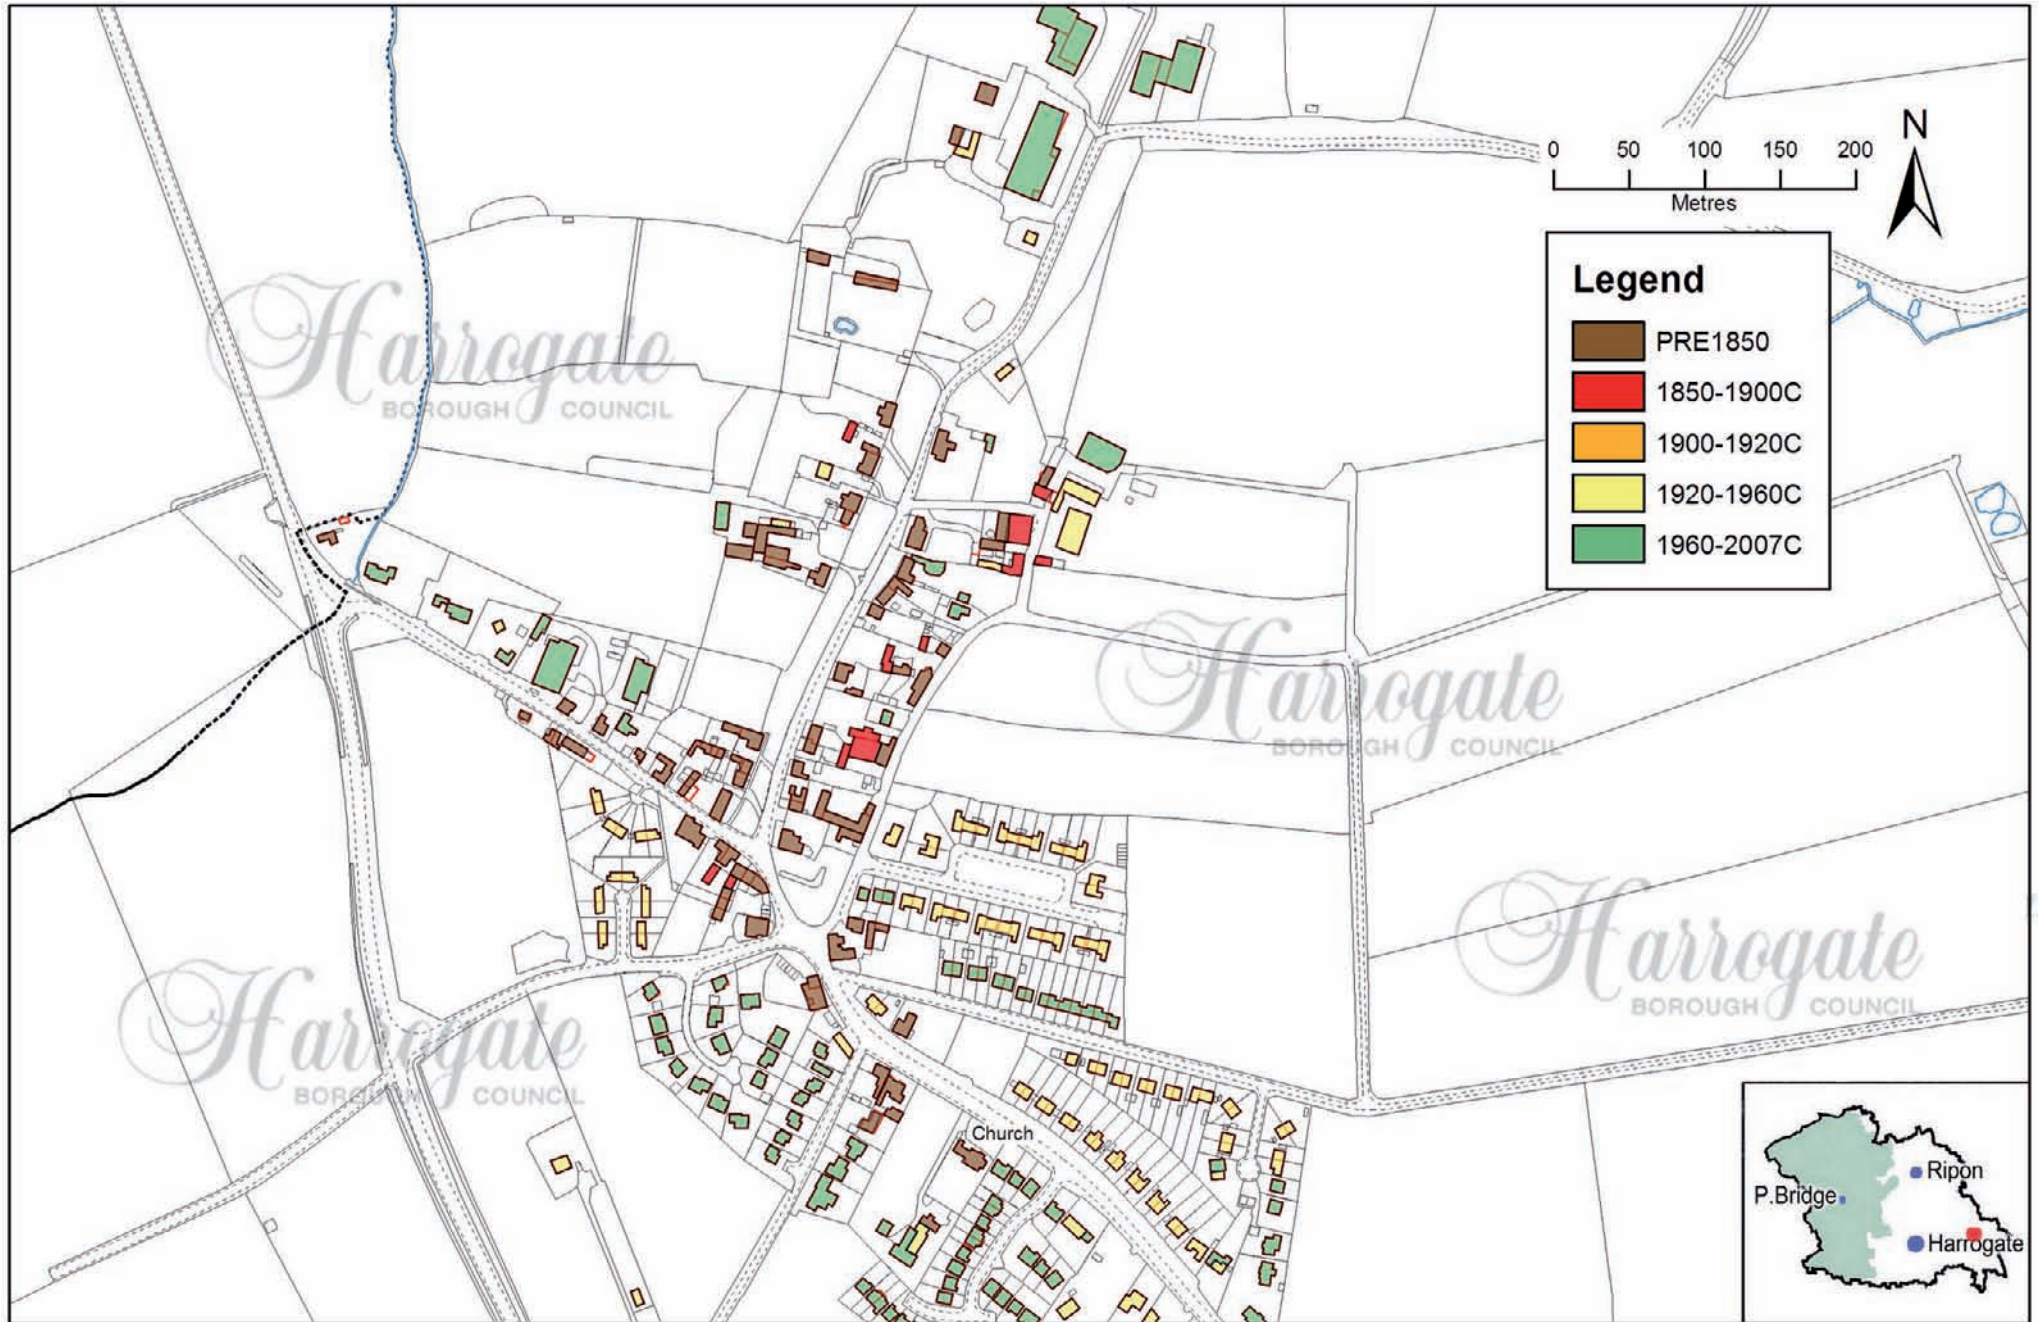 N
0 50 100 150 200
Metres
Legend
PRE1850
1850-1900C
1900-1920C
1920-1960C
1960-2007C
Harrogate
BOROUGH COUNCIL
Harrogate
BOROUGH COUNCIL
Harrogate
BOROUGH COUNCIL
Harrogate
BOROUGH COUNCIL
Church
Ripon
P.Bridge
Harrogate